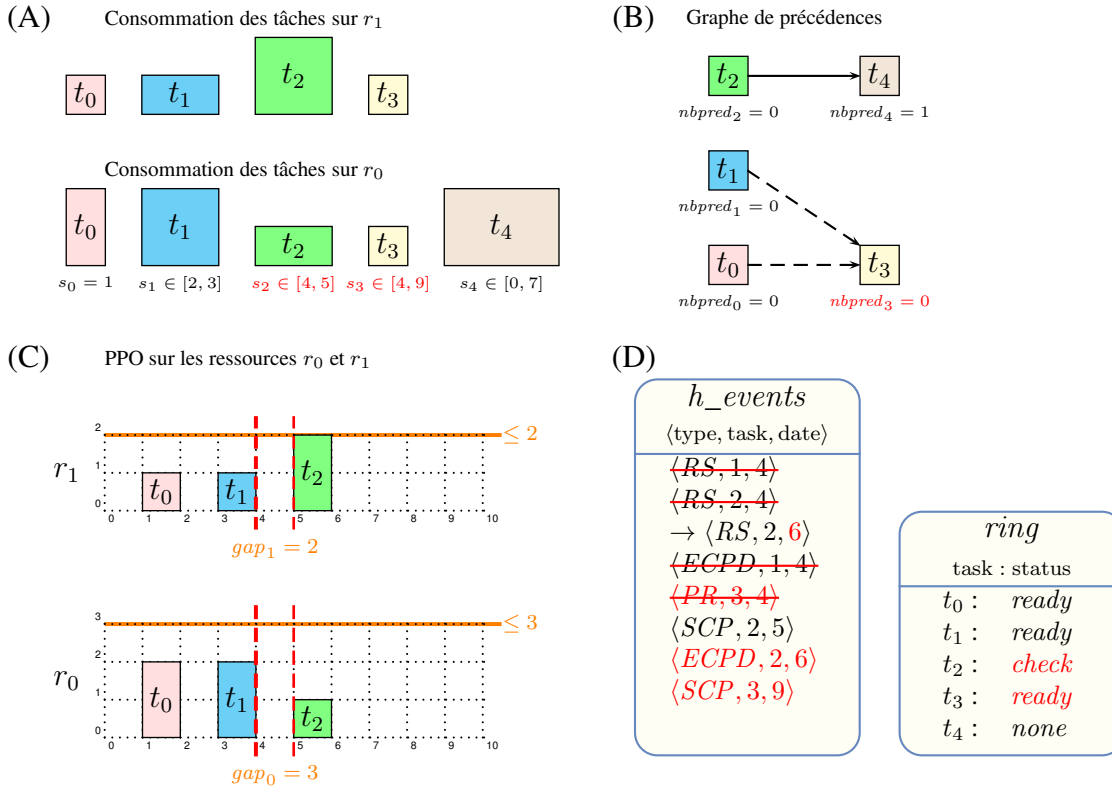 (A)
Consommation des tâches sur r₁
t₀ t₁ t₂ t₃
Consommation des tâches sur r₀
t₀ t₁ t₂ t₃ t₄
s₀ = 1 s₁ ∈ [2, 3] s₂ ∈ [4, 5] s₃ ∈ [4, 9] s₄ ∈ [0, 7]
(B)
Graphe de précédences
t₂ t₄
nbpred₂ = 0 nbpred₄ = 1
t₁
nbpred₁ = 0
t₀ t₃
nbpred₀ = 0 nbpred₃ = 0
(C)
PPO sur les ressources r₀ et r₁
2 ≤ 2
1
r₁ t₀ t₁ t₂
0
0 1 2 3 4 5 6 7 8 9 10
gap₁ = 2
3 ≤ 3
2
r₀ t₀ t₁ t₂
1
0
0 1 2 3 4 5 6 7 8 9 10
gap₀ = 3
(D)
h_events
⟨type, task, date⟩
⟨RS, 1, 4⟩
⟨RS, 2, 4⟩
→ ⟨RS, 2, 6⟩
⟨ECPD, 1, 4⟩
⟨PR, 3, 4⟩
⟨SCP, 2, 5⟩
⟨ECPD, 2, 6⟩
⟨SCP, 3, 9⟩
ring
task : status
t₀ : ready
t₁ : ready
t₂ : check
t₃ : ready
t₄ : none